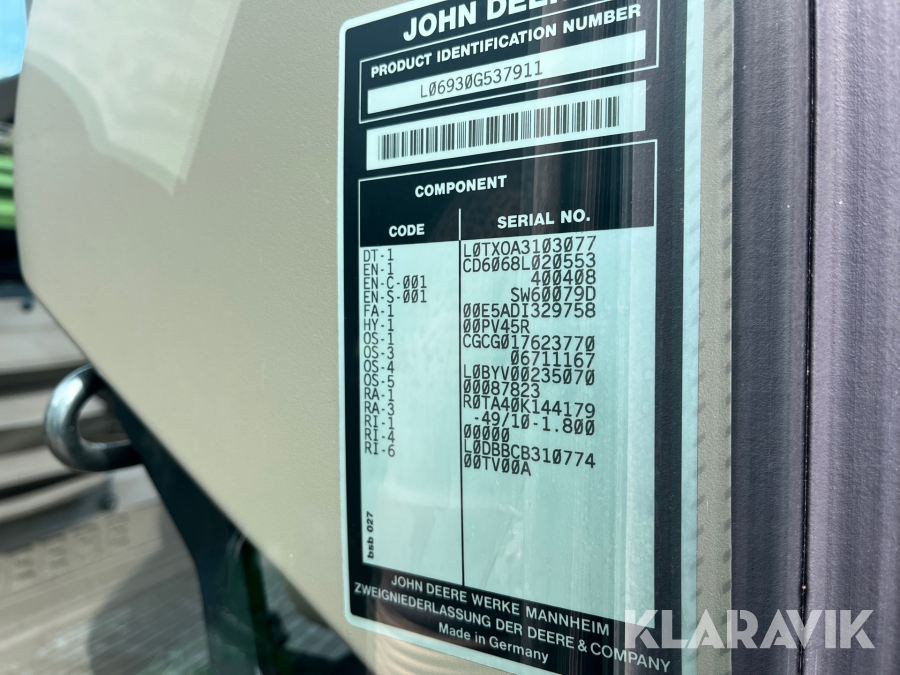 JOHN DEER
PRODUCT IDENTIFICATION NUMBER
L06930G537911
COMPONENT
CODE SERIAL NO.
DT-1 L0TXOA3103077
EN-1 CD6068L020553
EN-C-001 400408
EN-S-001 SW60079D
FA-1 00E5ADI329758
HY-1 00PV45R
OS-1 CGCG017623770
OS-3 06711167
OS-4 L0BYV00235070
OS-5 00087823
RA-1 R0TA40K144179
RA-3 -49/10-1.800
RI-1 00000
RI-4 L0DBBCB310774
RI-6 00TV00A
bsb 027
JOHN DEERE WERKE MANNHEIM
ZWEIGNIEDERLASSUNG DER DEERE & COMPANY
Made in Germany
KLARAVIK